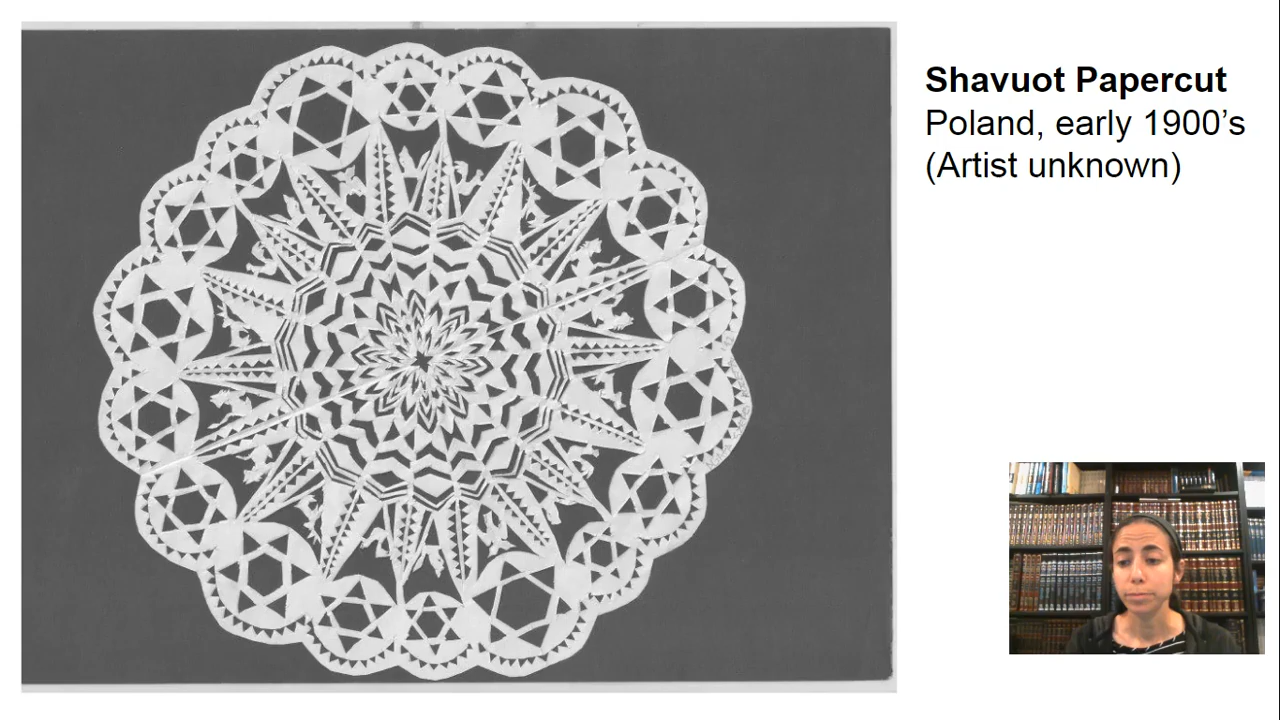 Shavuot Papercut
Poland, early 1900’s
(Artist unknown)